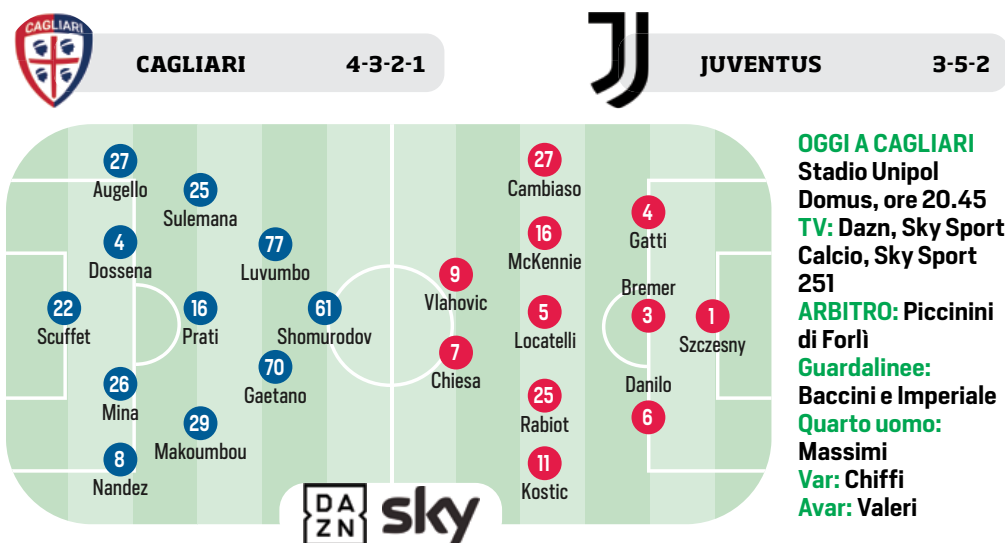 CAGLIARI
CAGLIARI 4-3-2-1
JUVENTUS 3-5-2
27
Augello
25
Sulemana
4
Dossena
77
Luvumbo
22
Scuffet
16
Prati
61
Shomurodov
26
Mina
70
Gaetano
29
Makoumbou
8
Nandez
27
Cambiaso
4
Gatti
16
McKennie
9
Vlahovic
Bremer
3
5
Locatelli
1
Szczesny
7
Chiesa
Danilo
6
25
Rabiot
11
Kostic
DA
ZN
sky
OGGI A CAGLIARI
Stadio Unipol
Domus, ore 20.45
TV: Dazn, Sky Sport
Calcio, Sky Sport
251
ARBITRO: Piccinini
di Forlì
Guardalinee:
Baccini e Imperiale
Quarto uomo:
Massimi
Var: Chiffi
Avar: Valeri